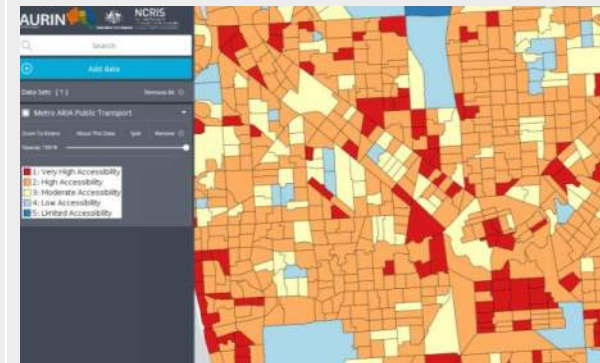 AURIN
NCRIS
Search
Add data
Data Sets (1)
Remove All
Metro ARIA Public Transport
Zoom To Extent
About This Data
Split
Remove
Opacity: 100 %
1: Very High Accessibility
2: High Accessibility
3: Moderate Accessibility
4: Low Accessibility
5: Limited Accessibility